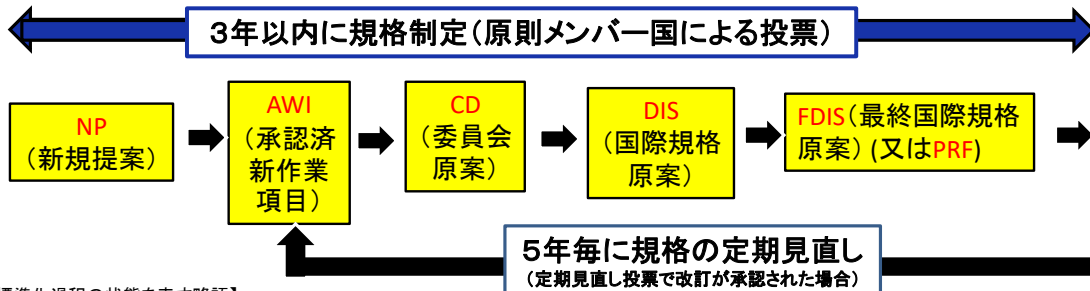 3年以内に規格制定(原則メンバー国による投票)
NP
(新規提案)
AWI
(承認済
新作業
項目)
CD
(委員会
原案)
DIS
(国際規格
原案)
FDIS(最終国際規格
原案) (又はPRF)
5年毎に規格の定期見直し
(定期見直し投票で改訂が承認された場合)